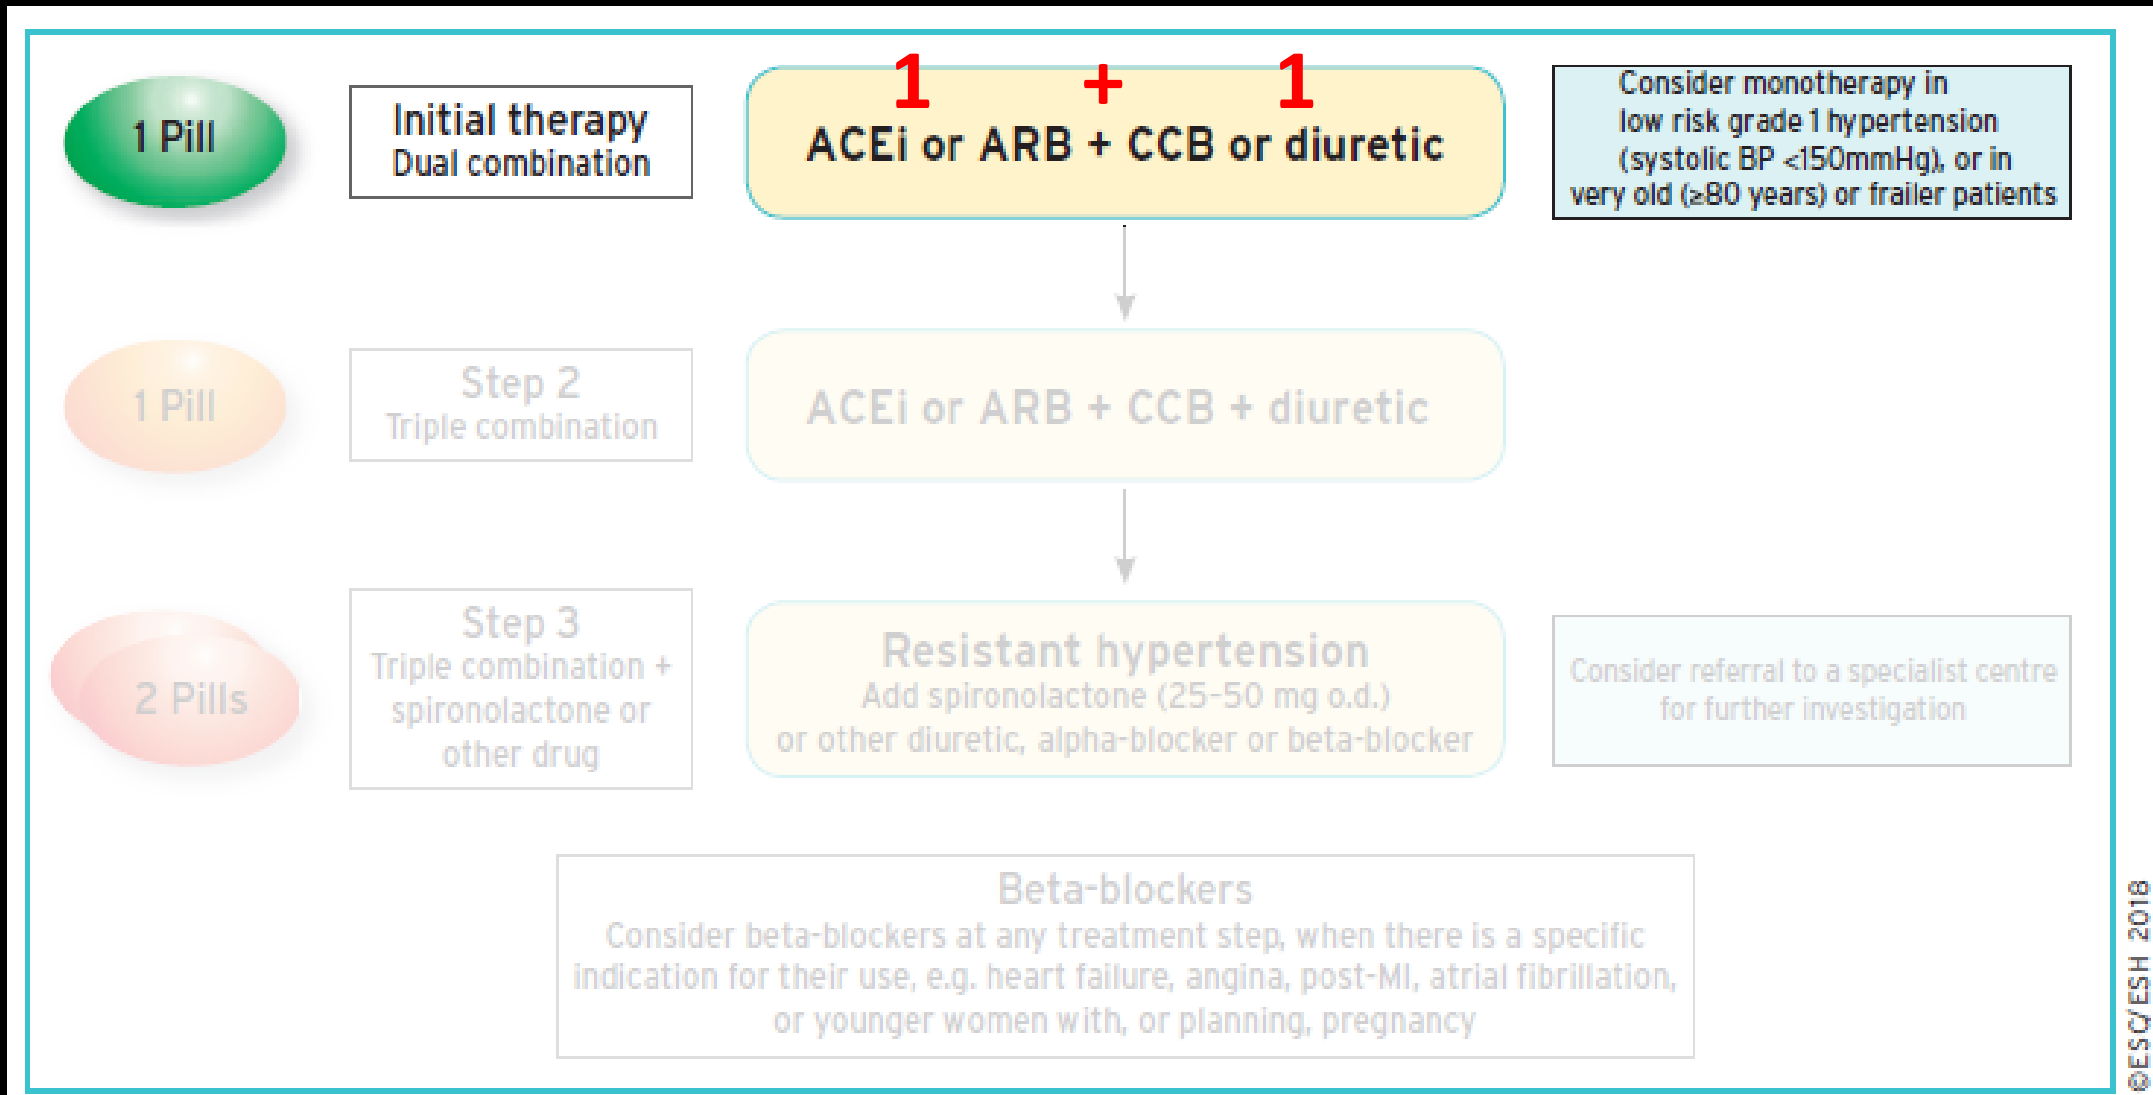 1 Pill
Initial therapy
Dual combination
1 + 1
ACEi or ARB + CCB or diuretic
Consider monotherapy in
low risk grade 1 hypertension
(systolic BP <150mmHg), or in
very old (≥80 years) or frailer patients
1 Pill
Step 2
Triple combination
ACEi or ARB + CCB + diuretic
2 Pills
Step 3
Triple combination +
spironolactone or
other drug
Resistant hypertension
Add spironolactone (25-50 mg o.d.)
or other diuretic, alpha-blocker or beta-blocker
Consider referral to a specialist centre
for further investigation
Beta-blockers
Consider beta-blockers at any treatment step, when there is a specific
indication for their use, e.g. heart failure, angina, post-MI, atrial fibrillation,
or younger women with, or planning, pregnancy
©ESC/ESH 2018